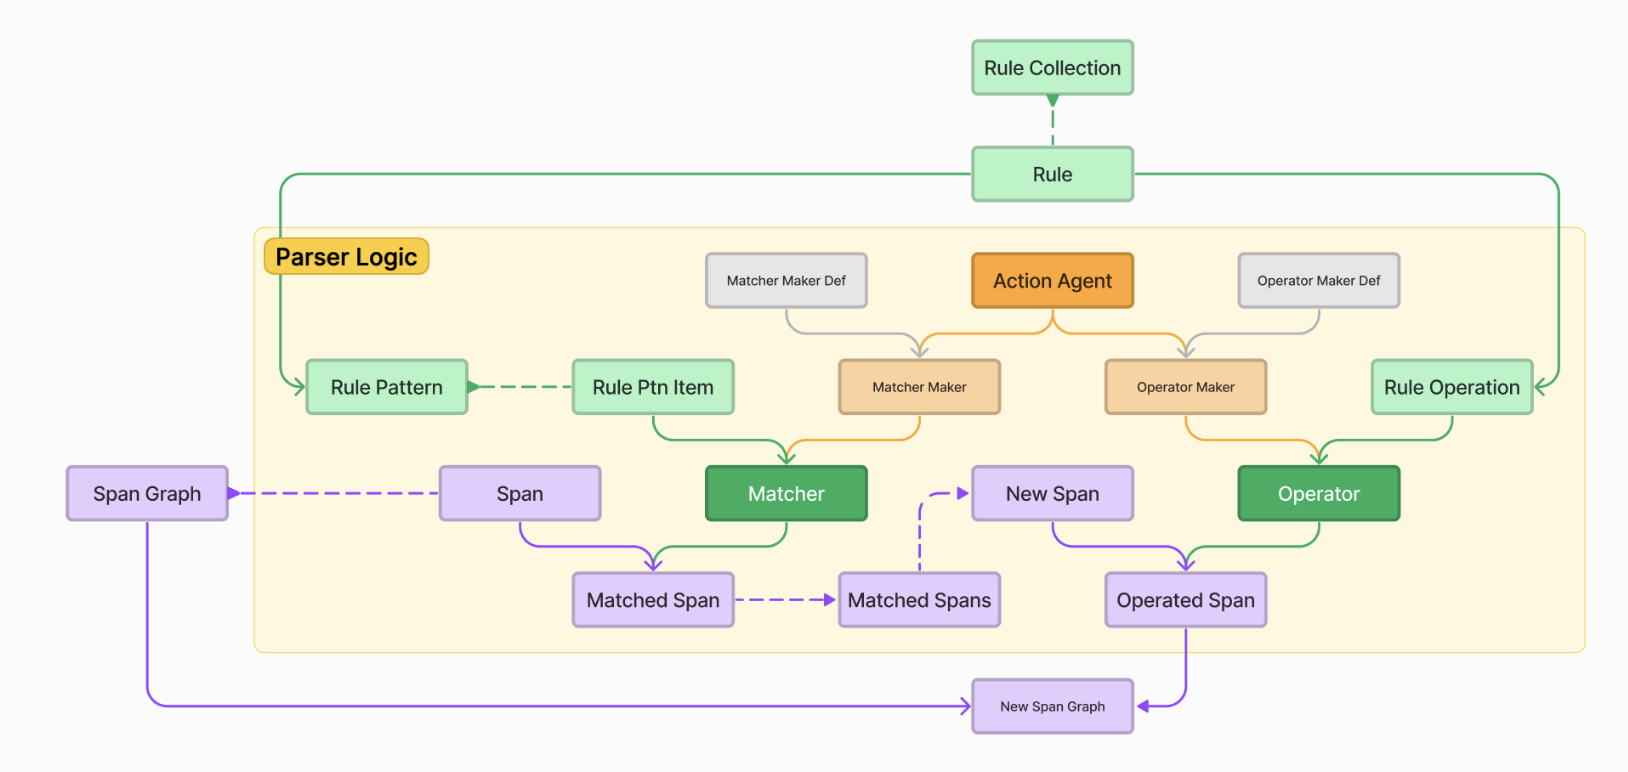 Rule Collection
Rule
Parser Logic
Matcher Maker Def
Action Agent
Operator Maker Def
Rule Pattern
Rule Ptn Item
Matcher Maker
Operator Maker
Rule Operation
Span Graph
Span
Matcher
New Span
Operator
Matched Span
Matched Spans
Operated Span
New Span Graph